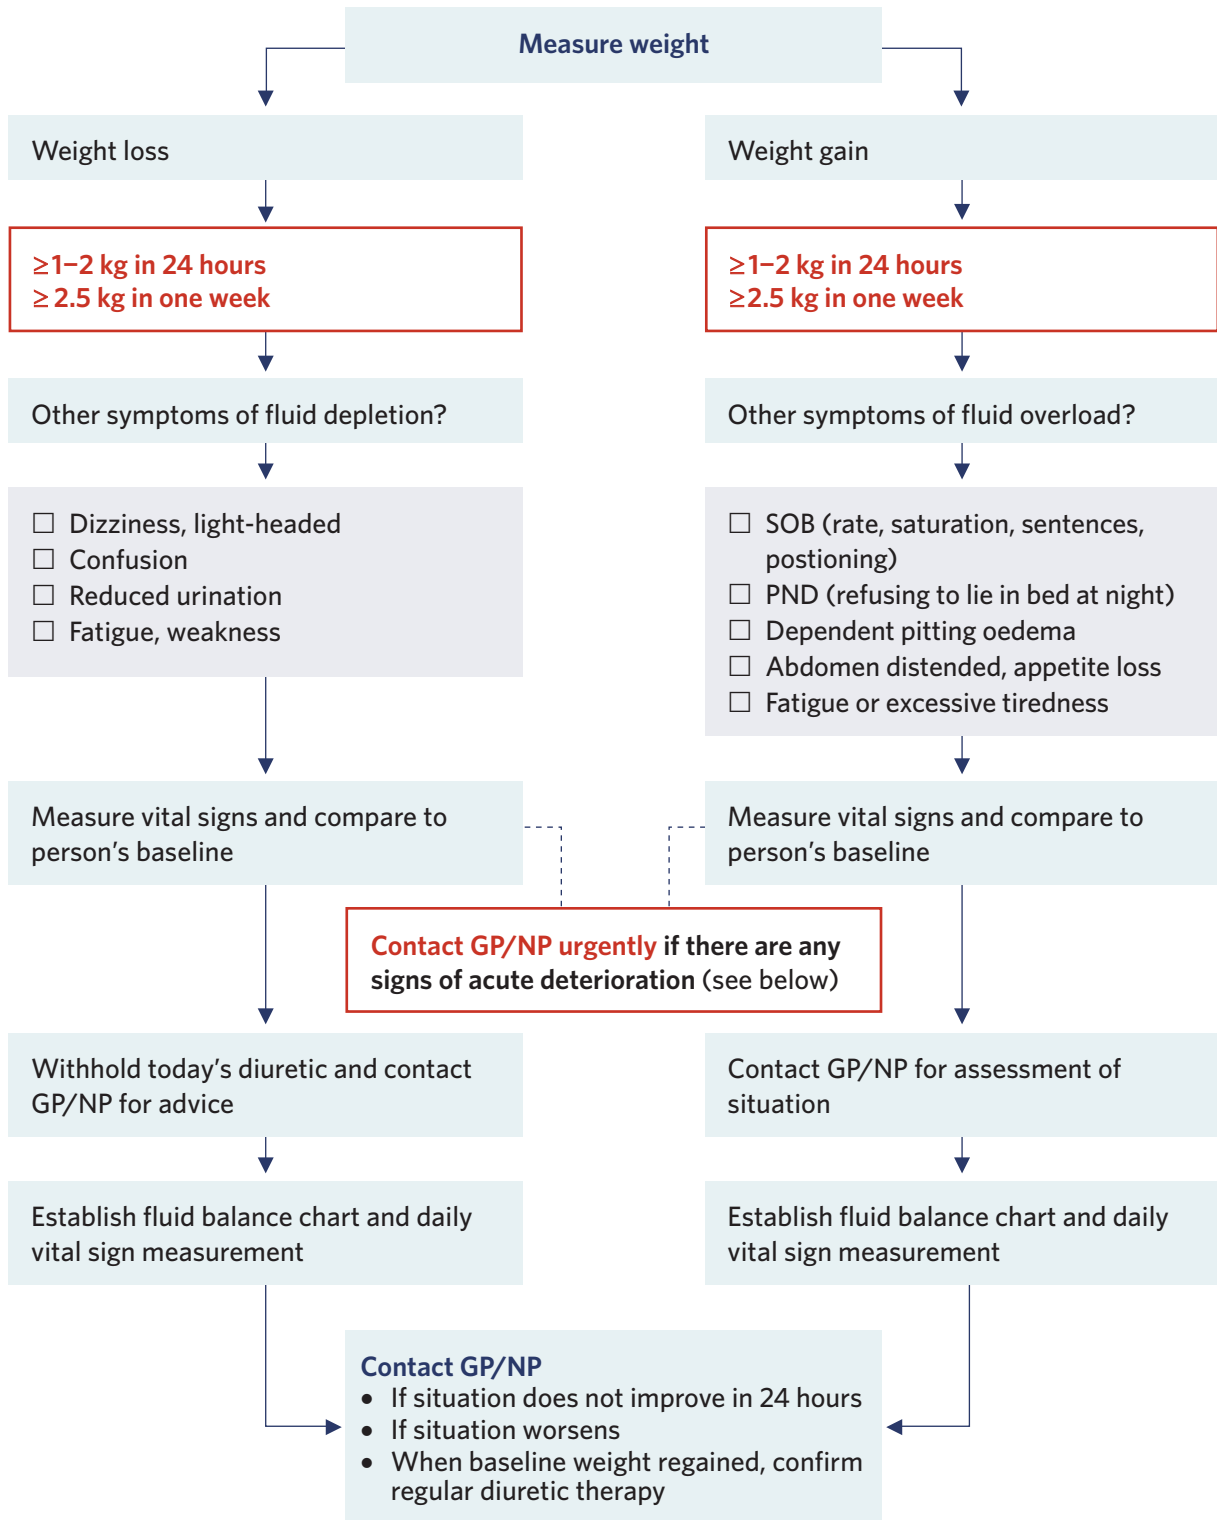 Measure weight
Weight loss
≥1–2 kg in 24 hours
≥ 2.5 kg in one week
Other symptoms of fluid depletion?
☐ Dizziness, light-headed
☐ Confusion
☐ Reduced urination
☐ Fatigue, weakness
Measure vital signs and compare to
person's baseline
Weight gain
≥1–2 kg in 24 hours
≥2.5 kg in one week
Other symptoms of fluid overload?
☐ SOB (rate, saturation, sentences,
postioning)
☐ PND (refusing to lie in bed at night)
☐ Dependent pitting oedema
☐ Abdomen distended, appetite loss
☐ Fatigue or excessive tiredness
Measure vital signs and compare to
person's baseline
Contact GP/NP urgently if there are any
signs of acute deterioration (see below)
Withhold today's diuretic and contact
GP/NP for advice
Establish fluid balance chart and daily
vital sign measurement
Contact GP/NP for assessment of
situation
Establish fluid balance chart and daily
vital sign measurement
Contact GP/NP
• If situation does not improve in 24 hours
• If situation worsens
• When baseline weight regained, confirm
regular diuretic therapy